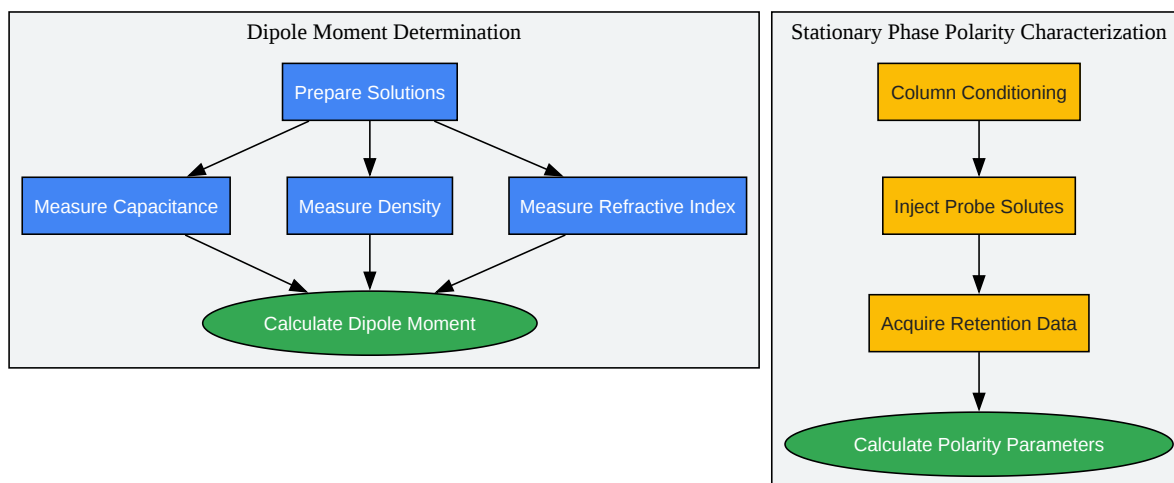 Dipole Moment Determination
Prepare Solutions
Measure Capacitance
Measure Density
Measure Refractive Index
Calculate Dipole Moment
Stationary Phase Polarity Characterization
Column Conditioning
Inject Probe Solutes
Acquire Retention Data
Calculate Polarity Parameters